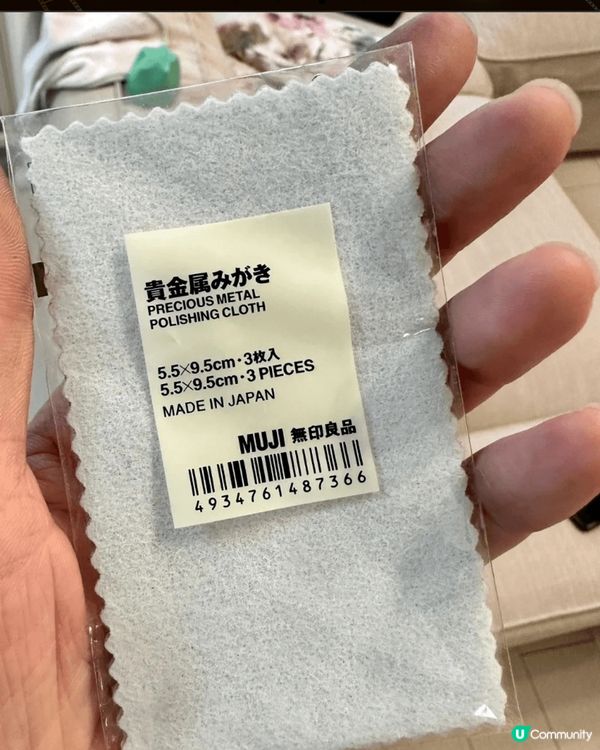 貴金属みがき
PRECIOUS METAL
POLISHING CLOTH
5.5×9.5cm・3枚入
5.5×9.5cm・3 PIECES
MADE IN JAPAN
MUJI 無印良品
4934761487366
U Community